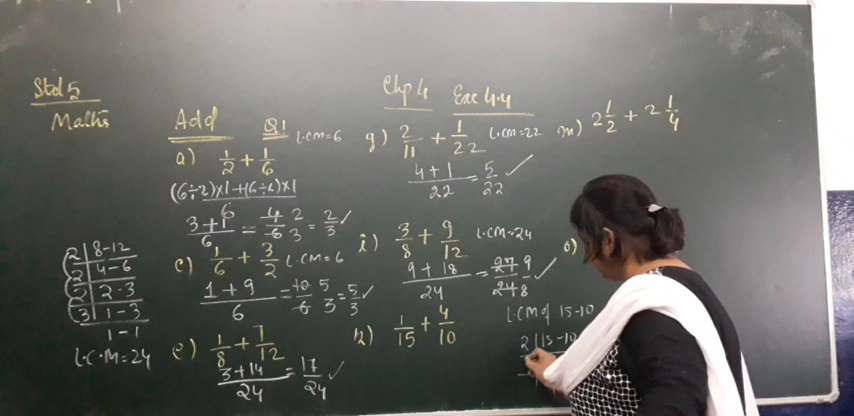 Std 5
Maths
Chp 4 Exe 4.4
Add Q1 L.CM=6
a) 1/2 + 1/6
(6÷2)×1+(6÷6)×1
6
3+1/6 = 4/6 2/3 = 2/3 ✓
c) 1/6 + 3/2 L.CM=6
1+9/6 = 10/6 5/3 = 5/3 ✓
e) 1/8 + 7/12
3+14/24 = 17/24 ✓
2 | 8-12
2 | 4-6
2 | 2-3
3 | 1-3
1-1
L.C.M=24
g) 2/11 + 1/22 L.CM=22
4+1/22 = 5/22 ✓
i) 3/8 + 9/12 L.CM=24
9+18/24 = 27/24 9/8 ✓
k) 1/15 + 4/10
L.CM of 15-10
2 | 15-10
m) 2 1/2 + 2 1/4
o)